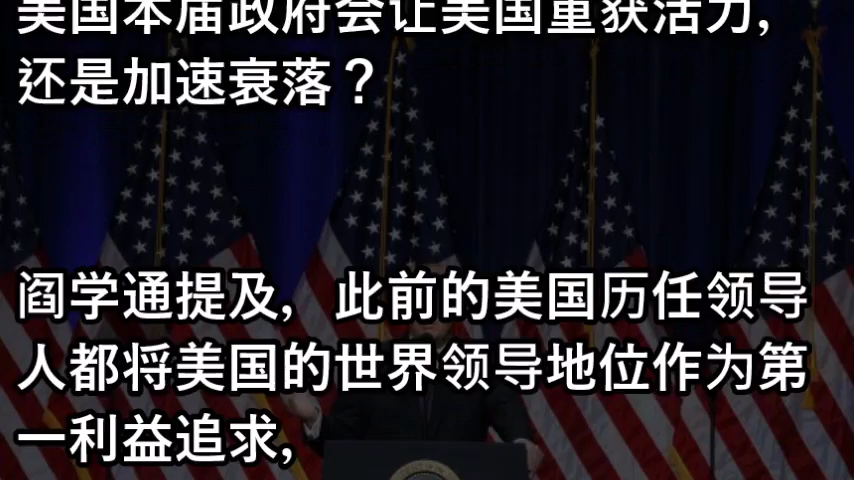 美国本届政府会让美国重获活力,
还是加速衰落？
阎学通提及, 此前的美国历任领导
人都将美国的世界领导地位作为第
一利益追求,